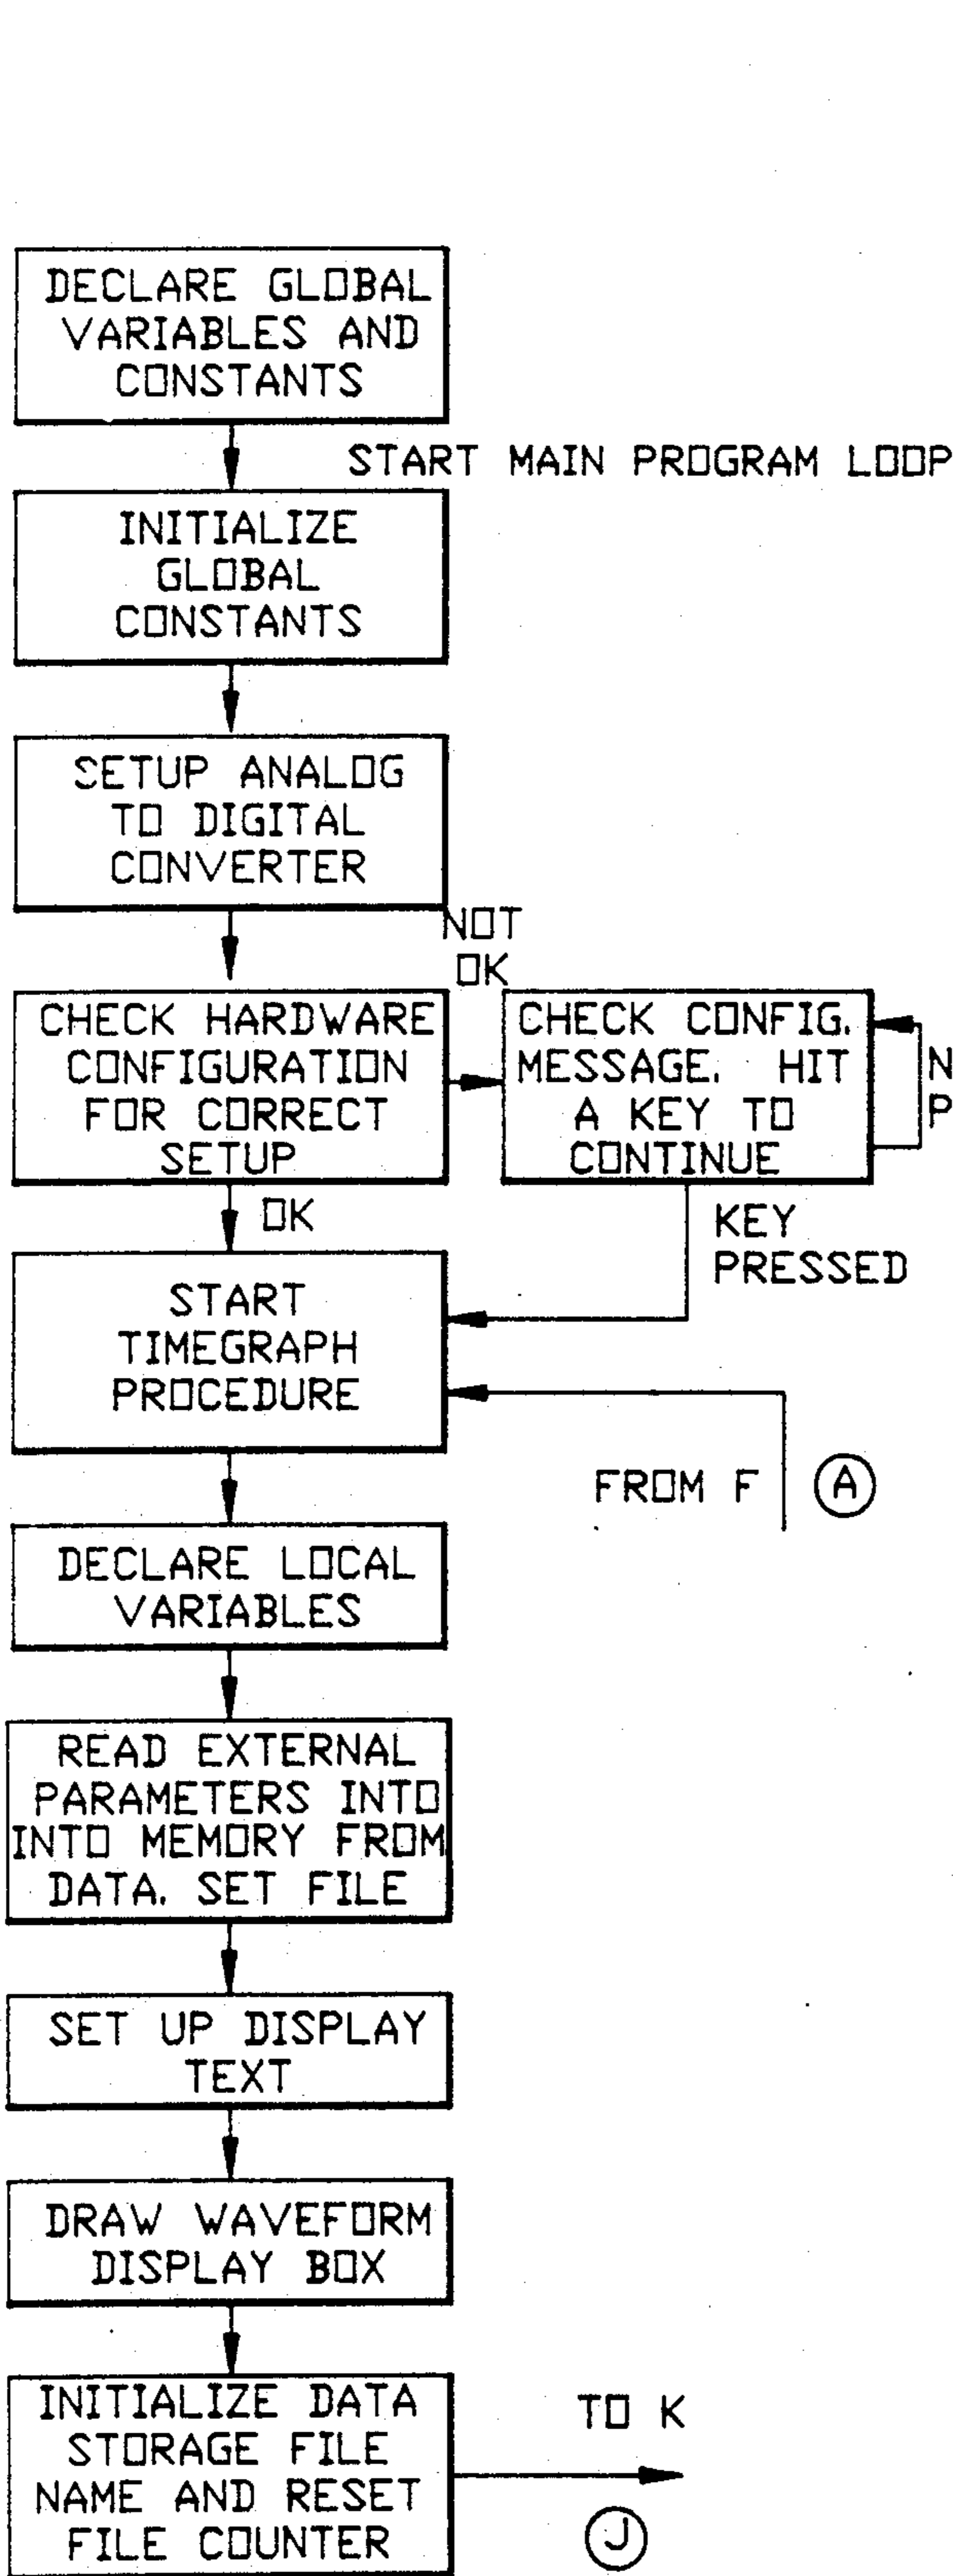 DECLARE GLOBAL
VARIABLES AND
CONSTANTS
START MAIN PROGRAM LOOP
INITIALIZE
GLOBAL
CONSTANTS
SETUP ANALOG
TO DIGITAL
CONVERTER
NOT
OK
CHECK HARDWARE
CONFIGURATION
FOR CORRECT
SETUP
CHECK CONFIG.
MESSAGE. HIT
A KEY TO
CONTINUE
N
P
OK
KEY
PRESSED
START
TIMEGRAPH
PROCEDURE
FROM F
A
DECLARE LOCAL
VARIABLES
READ EXTERNAL
PARAMETERS INTO
INTO MEMORY FROM
DATA. SET FILE
SET UP DISPLAY
TEXT
DRAW WAVEFORM
DISPLAY BOX
INITIALIZE DATA
STORAGE FILE
NAME AND RESET
FILE COUNTER
TO K
J